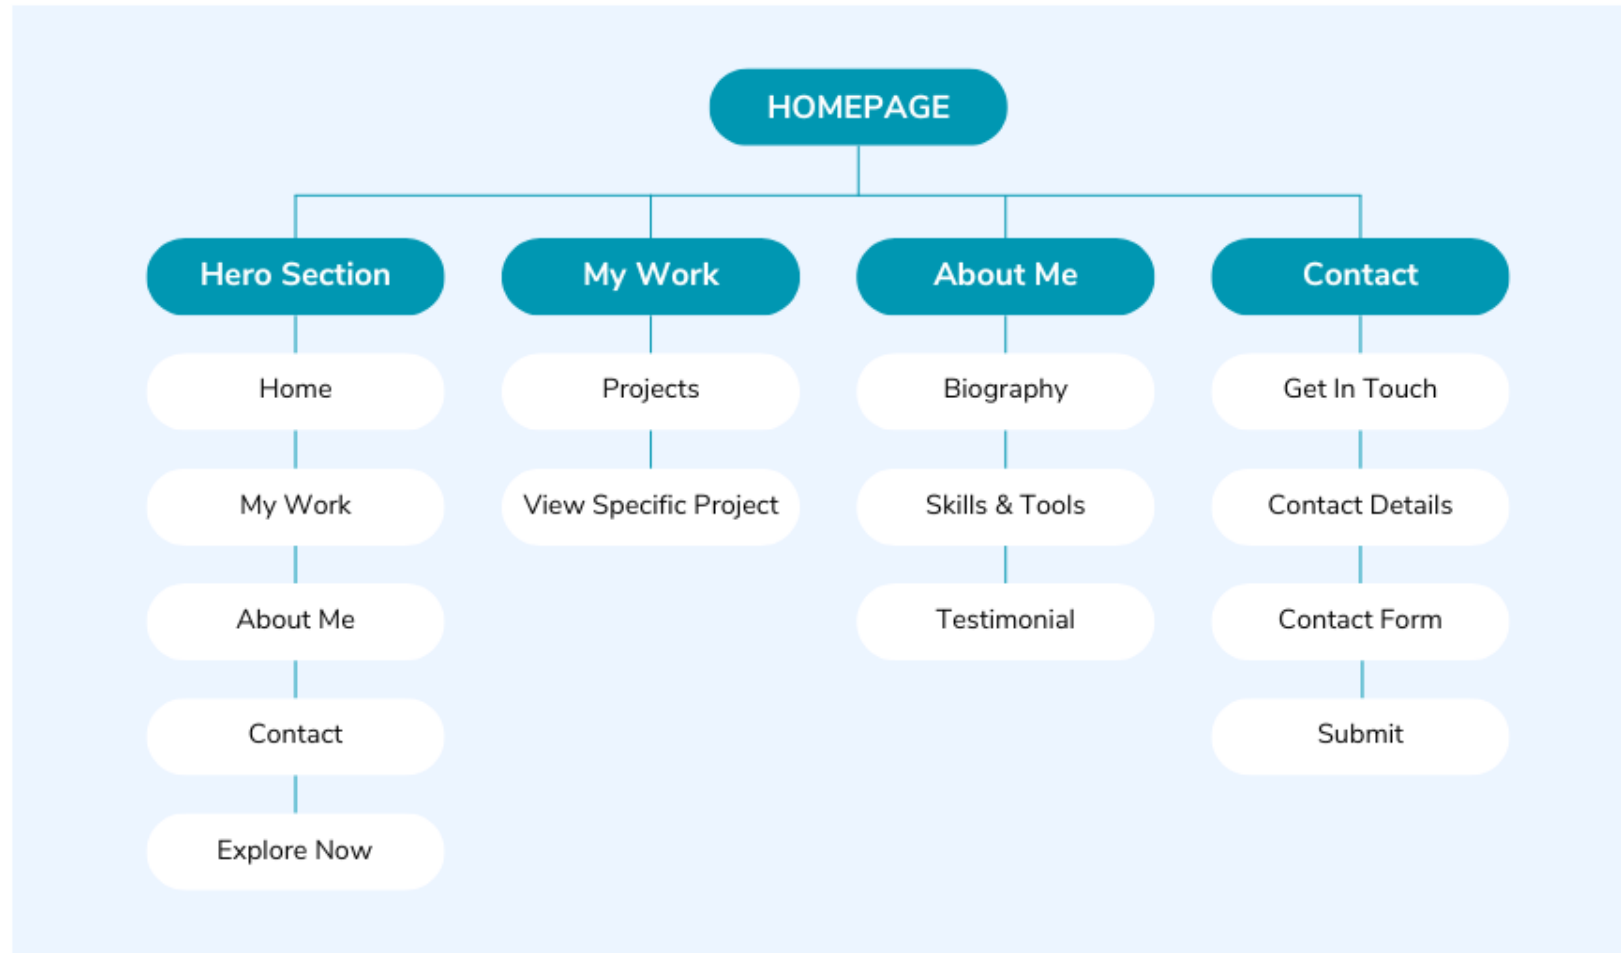 HOMEPAGE
Hero Section
My Work
About Me
Contact
Home
Projects
Biography
Get In Touch
My Work
View Specific Project
Skills & Tools
Contact Details
About Me
Testimonial
Contact Form
Contact
Submit
Explore Now